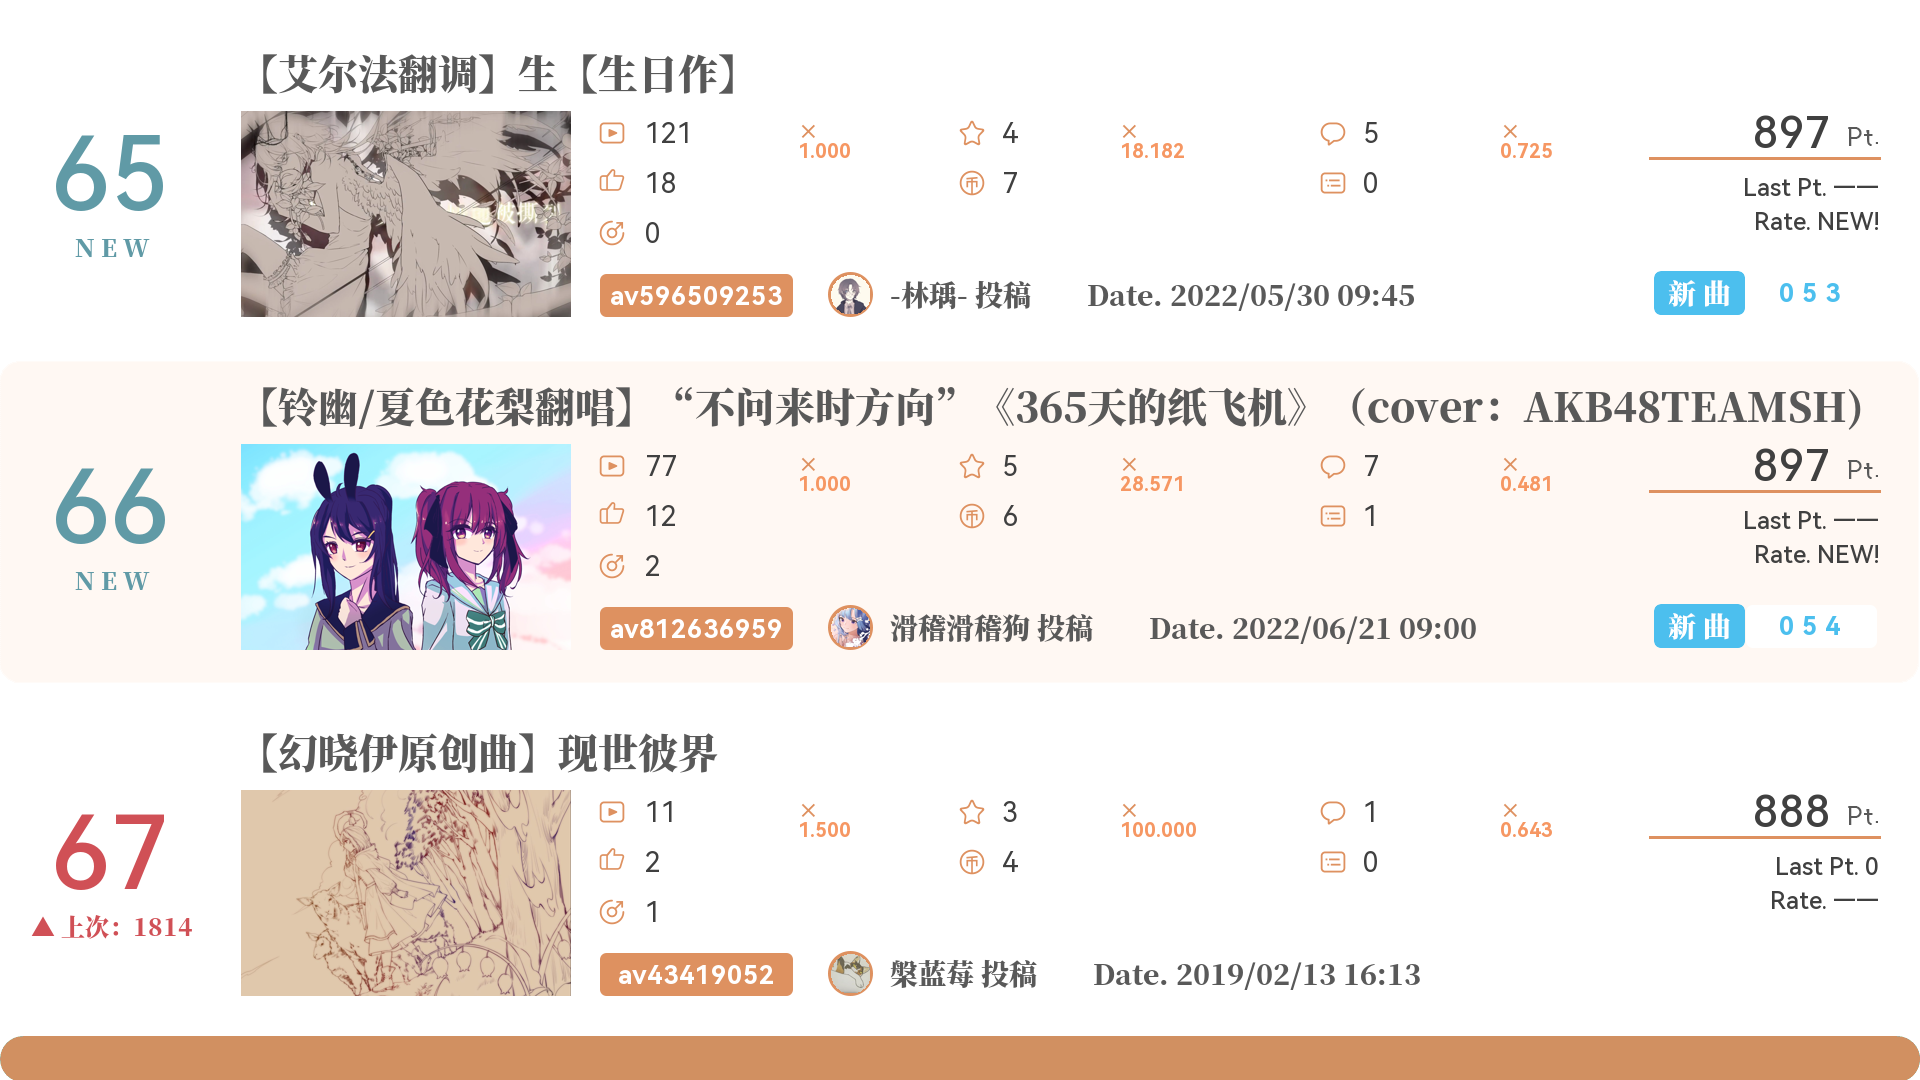 【艾尔法翻调】生【生日作】
65
NEW
121
×
1.000
4
×
18.182
5
×
0.725
18
7
0
0
897 Pt.
Last Pt. ——
Rate. NEW!
av596509253
-林瑀- 投稿
Date. 2022/05/30 09:45
新曲
053
【铃幽/夏色花梨翻唱】“不问来时方向”《365天的纸飞机》（cover：AKB48TEAMSH)
66
NEW
77
×
1.000
5
×
28.571
7
×
0.481
12
6
1
2
897 Pt.
Last Pt. ——
Rate. NEW!
av812636959
滑稽滑稽狗 投稿
Date. 2022/06/21 09:00
新曲
054
【幻晓伊原创曲】现世彼界
67
▲上次：1814
11
×
1.500
3
×
100.000
1
×
0.643
2
4
0
1
888 Pt.
Last Pt. 0
Rate. ——
av43419052
槃蓝莓 投稿
Date. 2019/02/13 16:13